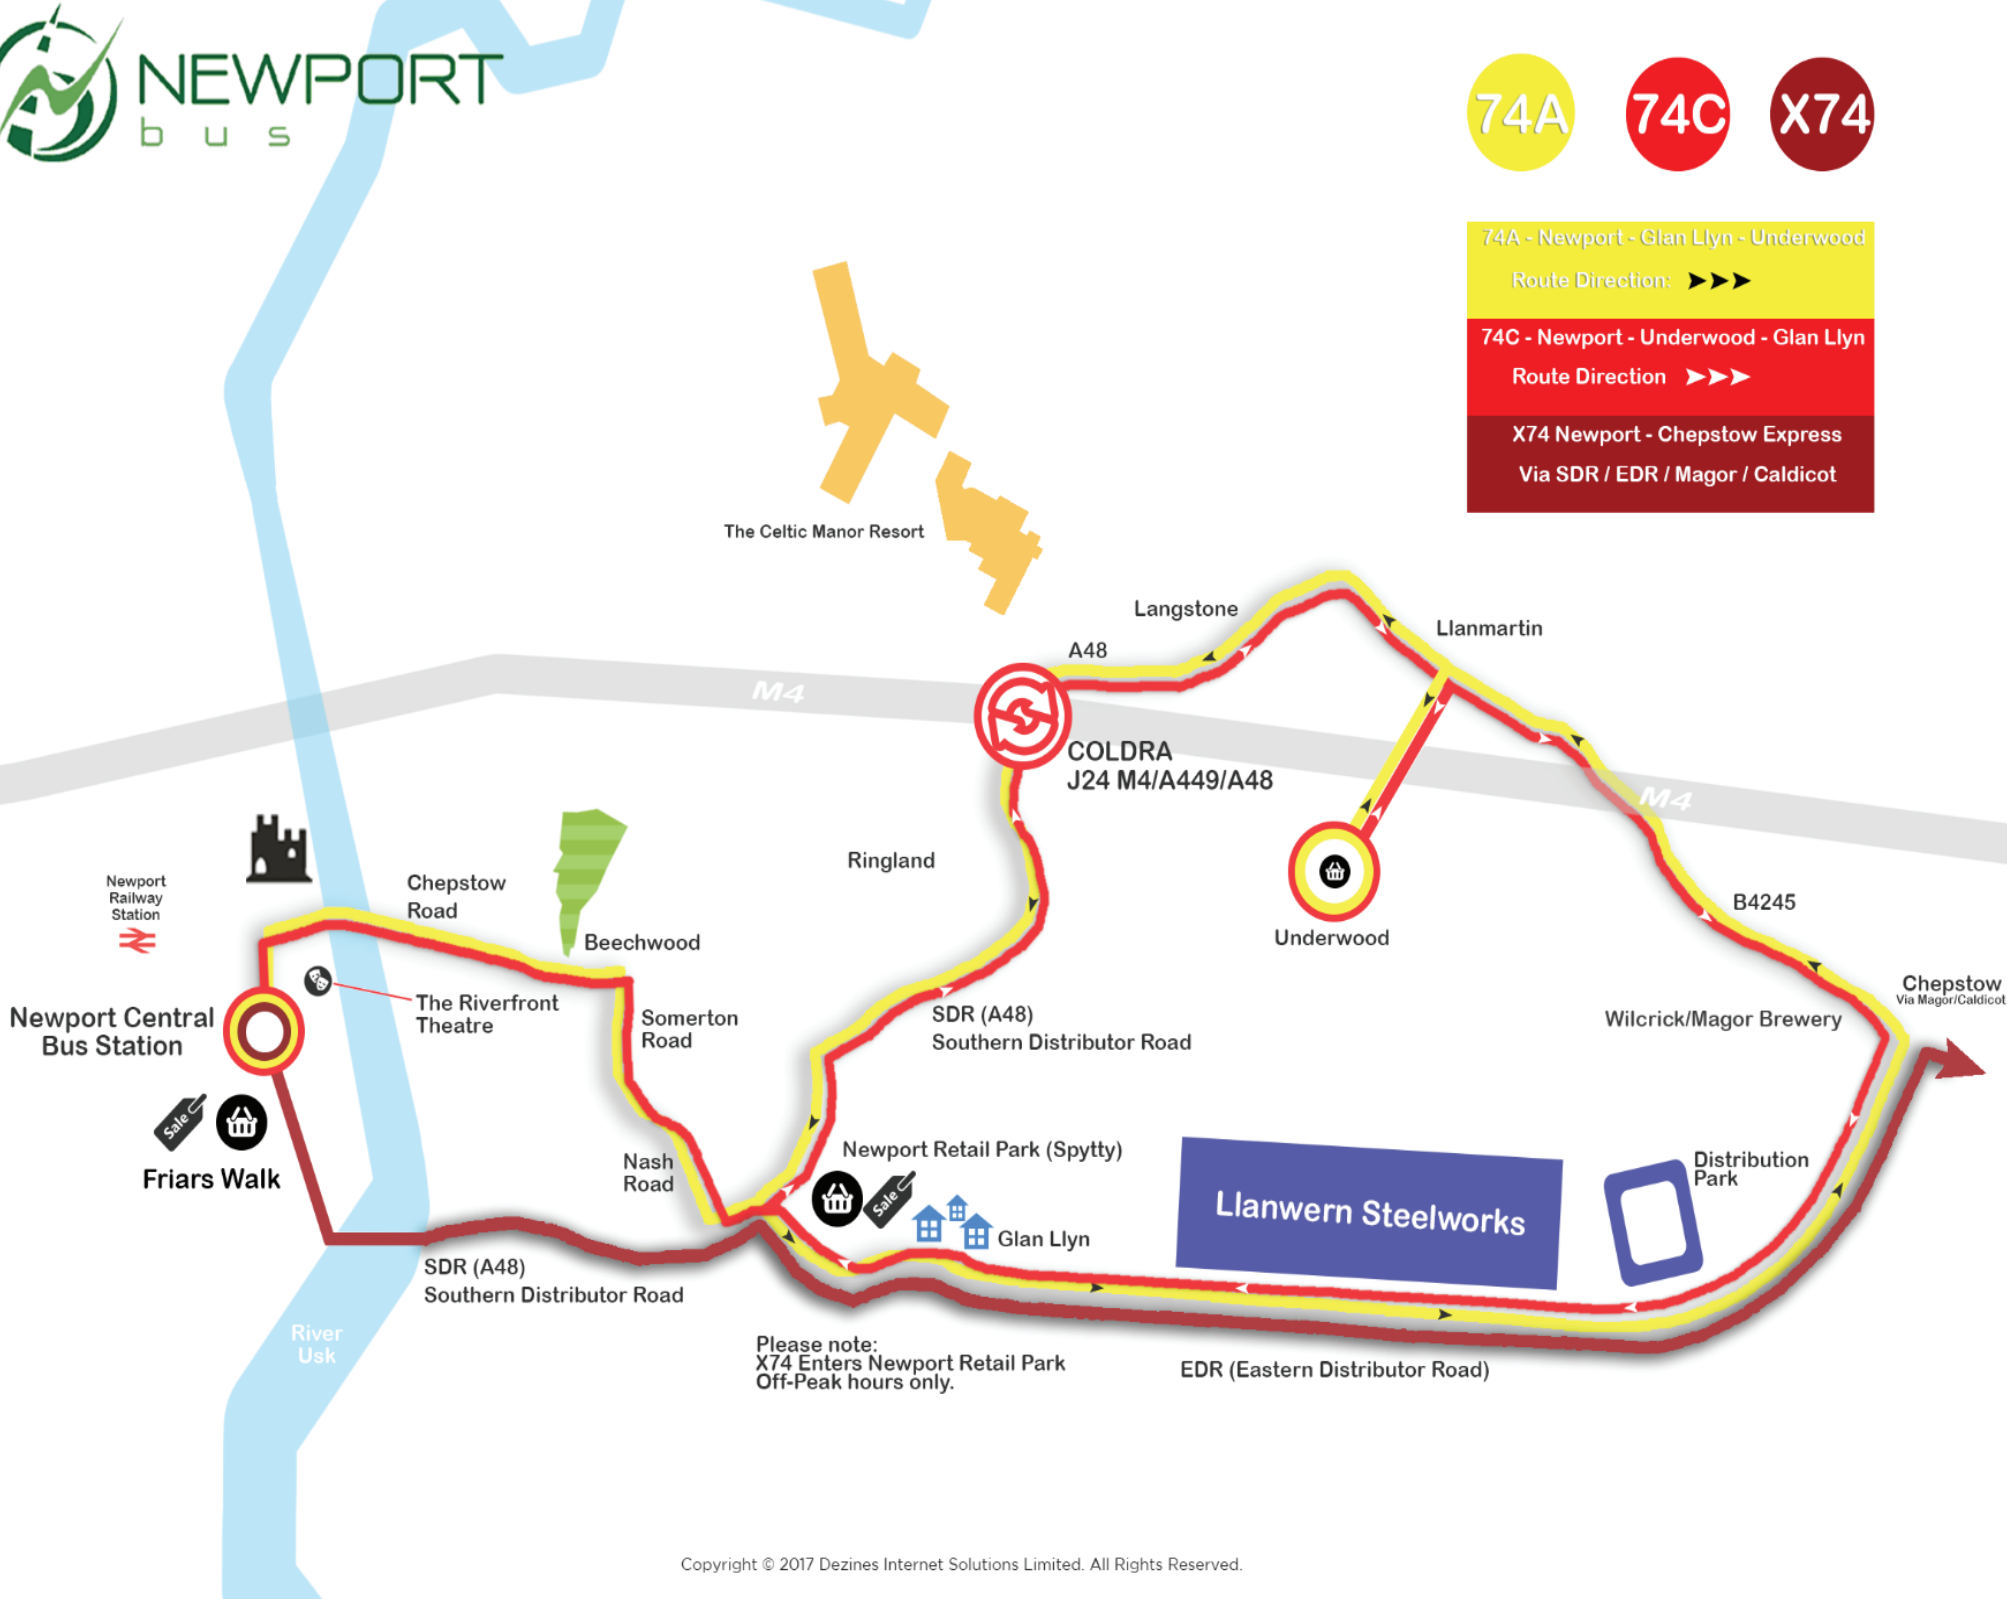 NEWPORT
bus
74A
74C
X74
74A - Newport - Glan Llyn - Underwood
Route Direction:
74C - Newport - Underwood - Glan Llyn
Route Direction
X74 Newport - Chepstow Express
Via SDR / EDR / Magor / Caldicot
The Celtic Manor Resort
Langstone
Llanmartin
A48
M4
COLDRA
J24 M4/A449/A48
M4
Ringland
Newport
Railway
Station
Chepstow
Road
Beechwood
B4245
Underwood
Chepstow
Via Magor/Caldicot
The Riverfront
Theatre
Newport Central
Bus Station
Somerton
Road
SDR (A48)
Southern Distributor Road
Wilcrick/Magor Brewery
Sale
Friars Walk
Nash
Road
Newport Retail Park (Spytty)
Sale
Glan Llyn
Llanwern Steelworks
Distribution
Park
SDR (A48)
Southern Distributor Road
River
Usk
Please note:
X74 Enters Newport Retail Park
Off-Peak hours only.
EDR (Eastern Distributor Road)
Copyright © 2017 Dezines Internet Solutions Limited. All Rights Reserved.